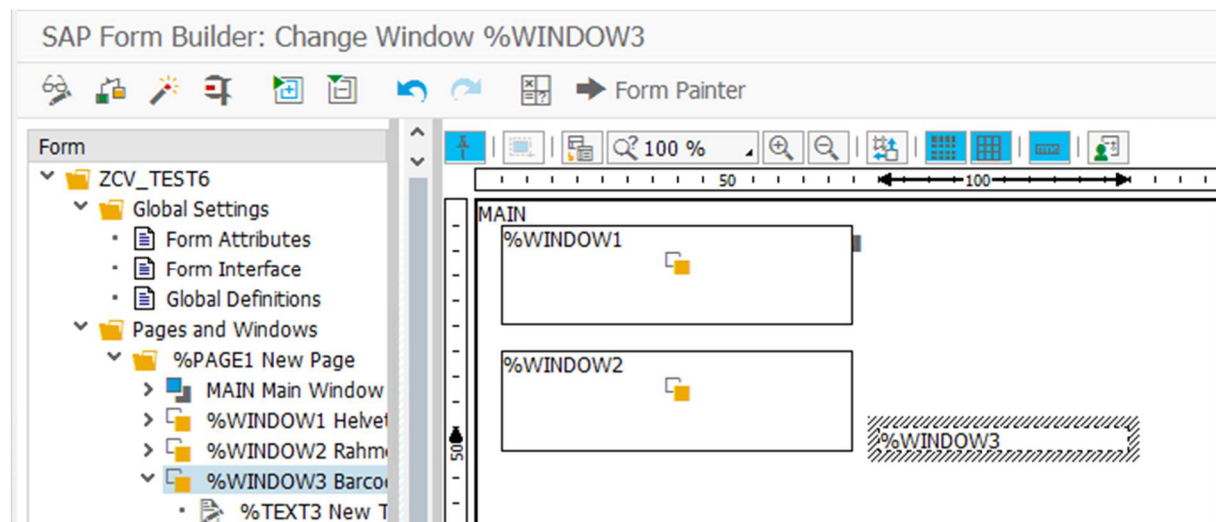 SAP Form Builder: Change Window %WINDOW3
Form Painter
Form
100 %
ZCV_TEST6
50
100
Global Settings
MAIN
Form Attributes
%WINDOW1
Form Interface
Global Definitions
Pages and Windows
%PAGE1 New Page
%WINDOW2
MAIN Main Window
%WINDOW1 Helvet
%WINDOW3
50
%WINDOW2 Rahm
%WINDOW3 Barco
%TEXT3 New T